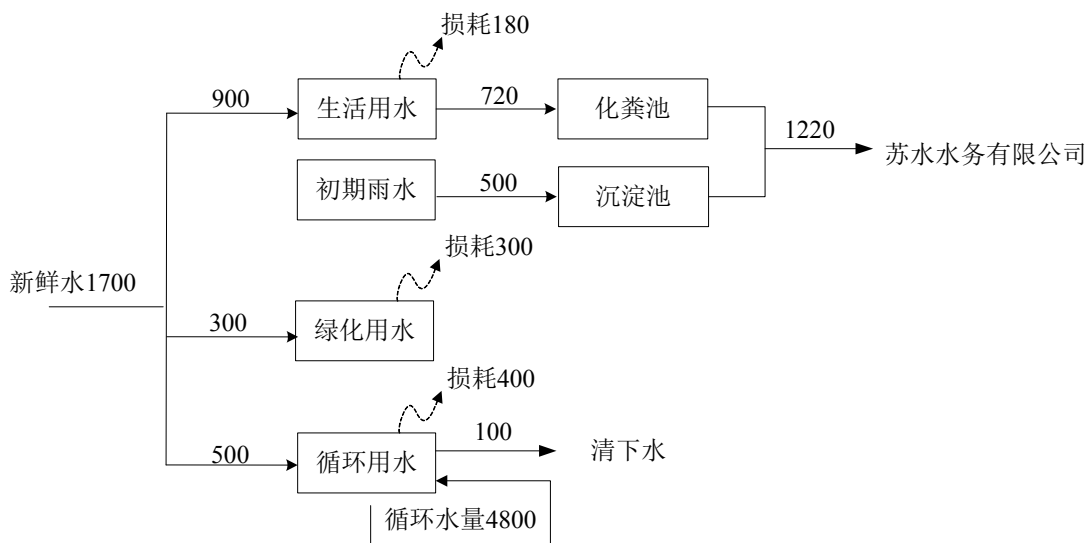 损耗180
900
生活用水
720
化粪池
1220
苏水水务有限公司
初期雨水
500
沉淀池
损耗300
新鲜水1700
300
绿化用水
损耗400
500
循环用水
100
清下水
循环水量4800